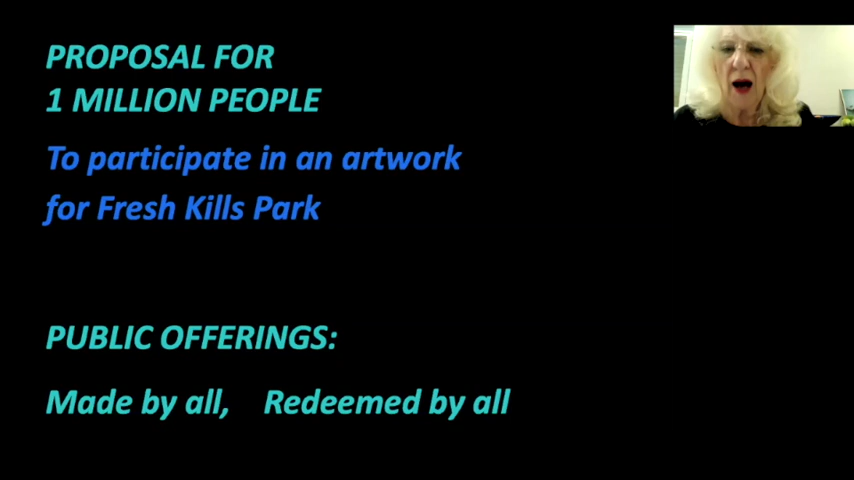 PROPOSAL FOR
1 MILLION PEOPLE
To participate in an artwork
for Fresh Kills Park
PUBLIC OFFERINGS:
Made by all, Redeemed by all